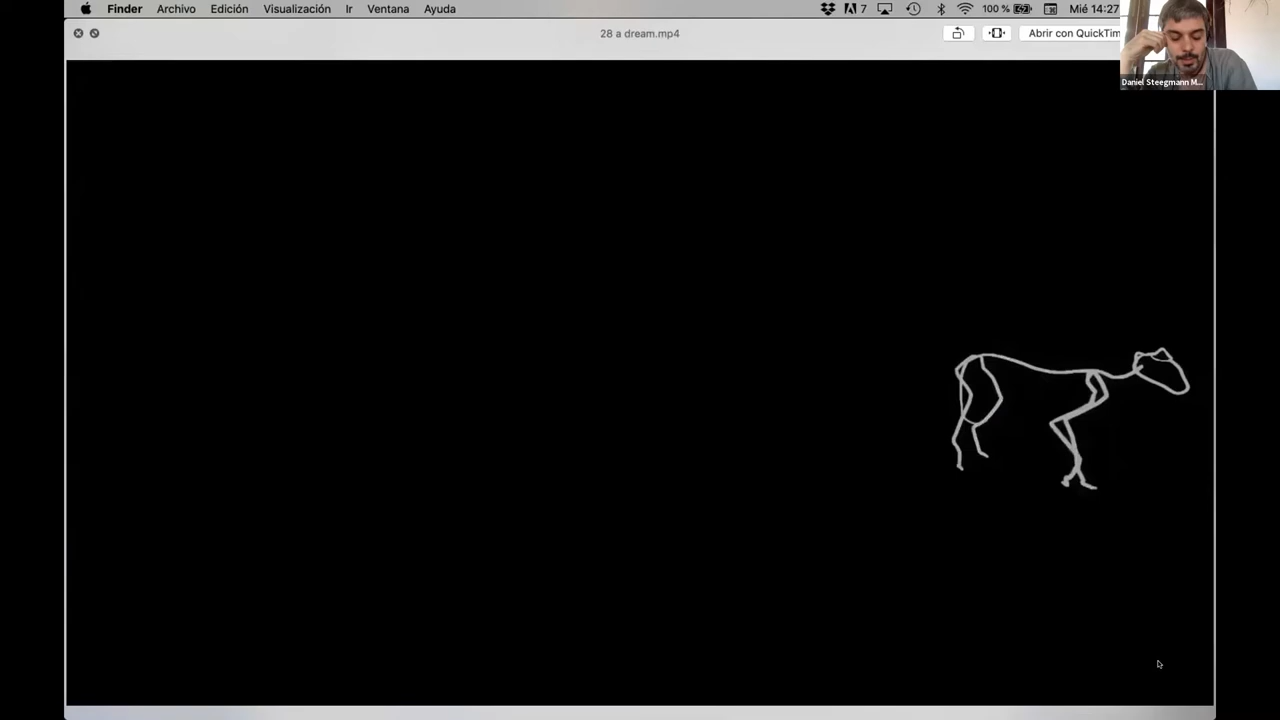 Finder Archivo Edición Visualización Ir Ventana Ayuda 7 100 % Mié 14:27
28 a dream.mp4
Abrir con QuickTim
Daniel Steegmann M...